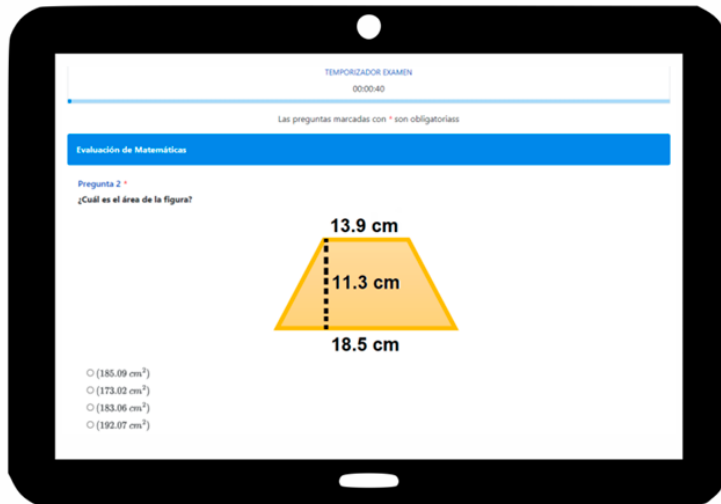 TEMPORIZADOR EXAMEN
00:00:40
Las preguntas marcadas con * son obligatoriass
Evaluación de Matemáticas
Pregunta 2 *
¿Cuál es el área de la figura?
13.9 cm
11.3 cm
18.5 cm
(185.09 cm²)
(173.02 cm²)
(183.06 cm²)
(192.07 cm²)